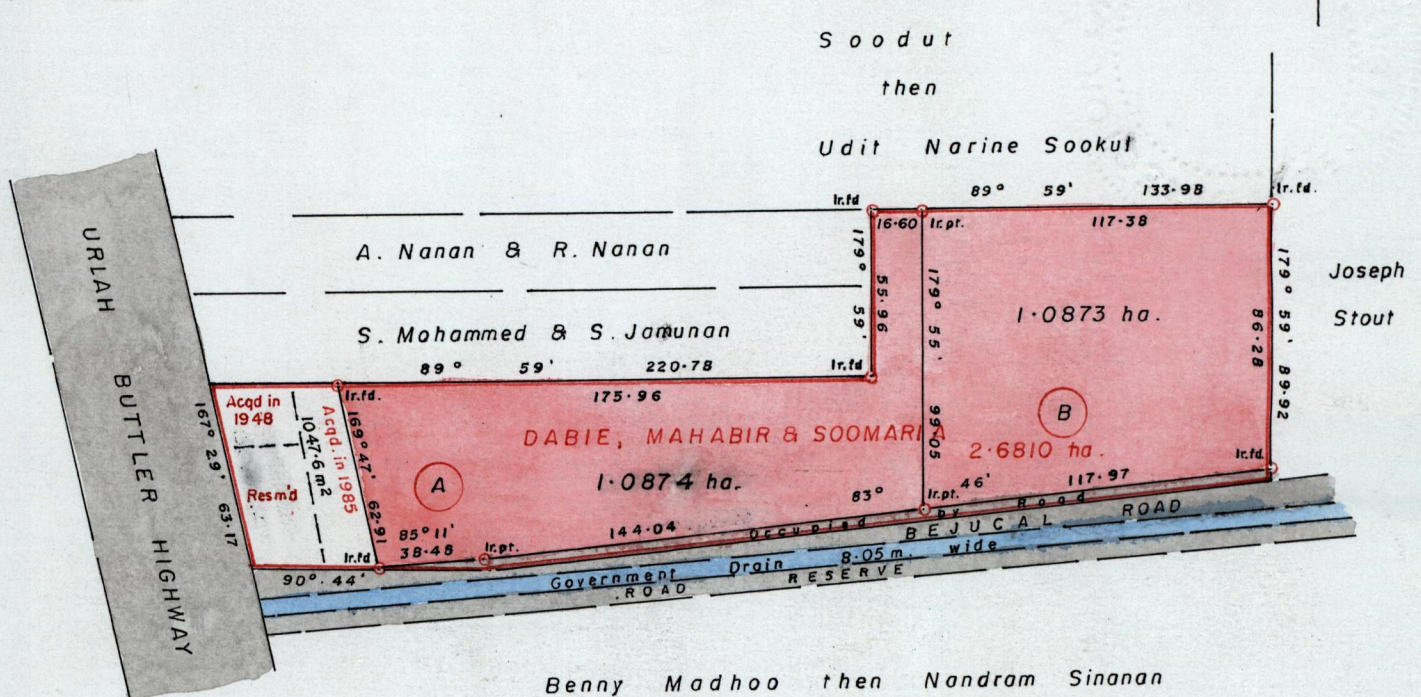 Soodut
then
Udit Narine Sookul
89° 59' 133.98
Ir.fd.
Ir.fd
16.60
Ir.pt.
117.38
A. Nanan & R. Nanan
179° 59'
55.96
179° 55'
99.05
179° 59' 89.92
86.28
Joseph
Stout
1.0873 ha.
S. Mohammed & S. Jamunan
89° 59' 220.78
Ir.fd
Ir.fd.
175.96
URLAH BUTTLER HIGHWAY
167° 29' 63.17
Acqd in
1948
Resm'd
1047.6 m2
Acqd. in 1985
169° 47' 62.91
DABIE, MAHABIR & SOOMARIA
B
2.6810 ha.
A
1.0874 ha.
Ir.fd.
83° 46' 117.97
Ir.pt.
85° 11'
38.48
Ir.pt.
144.04
Occupied by Road
Ir.fd
90°.44'
BEJUCAL ROAD
Government Drain 8.05 m. wide
ROAD RESERVE
Benny Madhoo then Nandram Sinanan